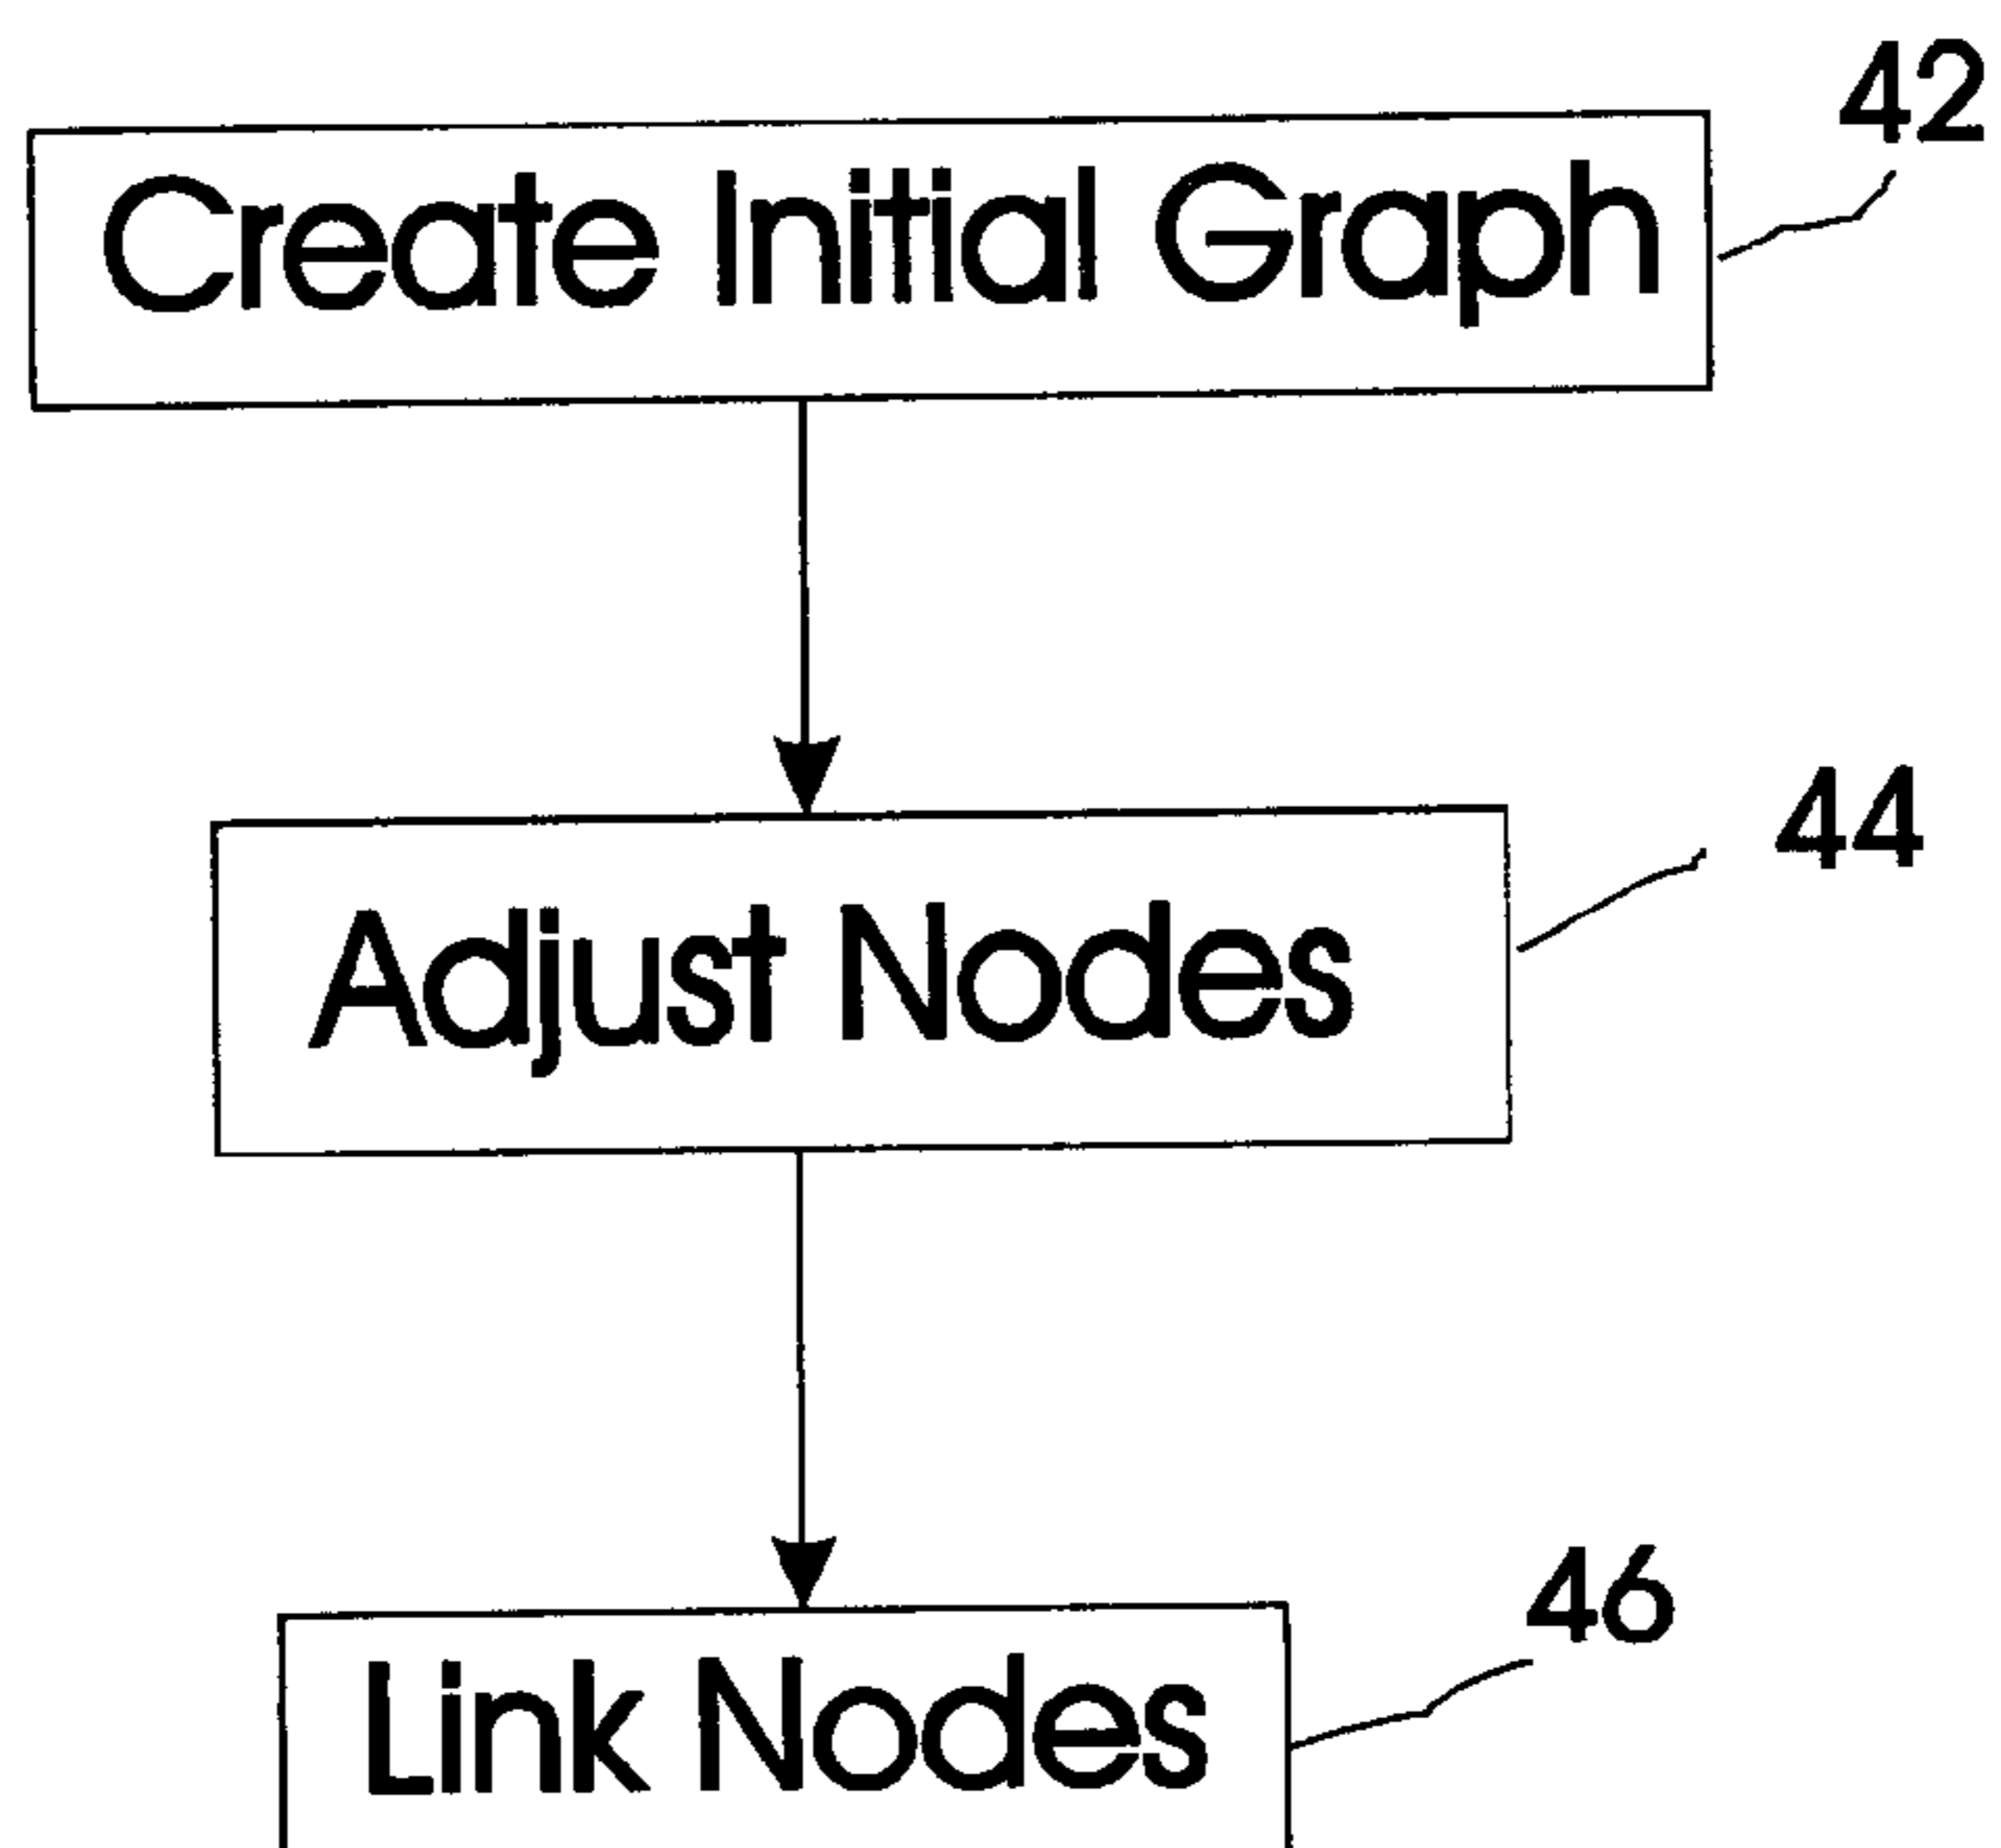 42
Create Initial Graph
44
Adjust Nodes
46
Link Nodes